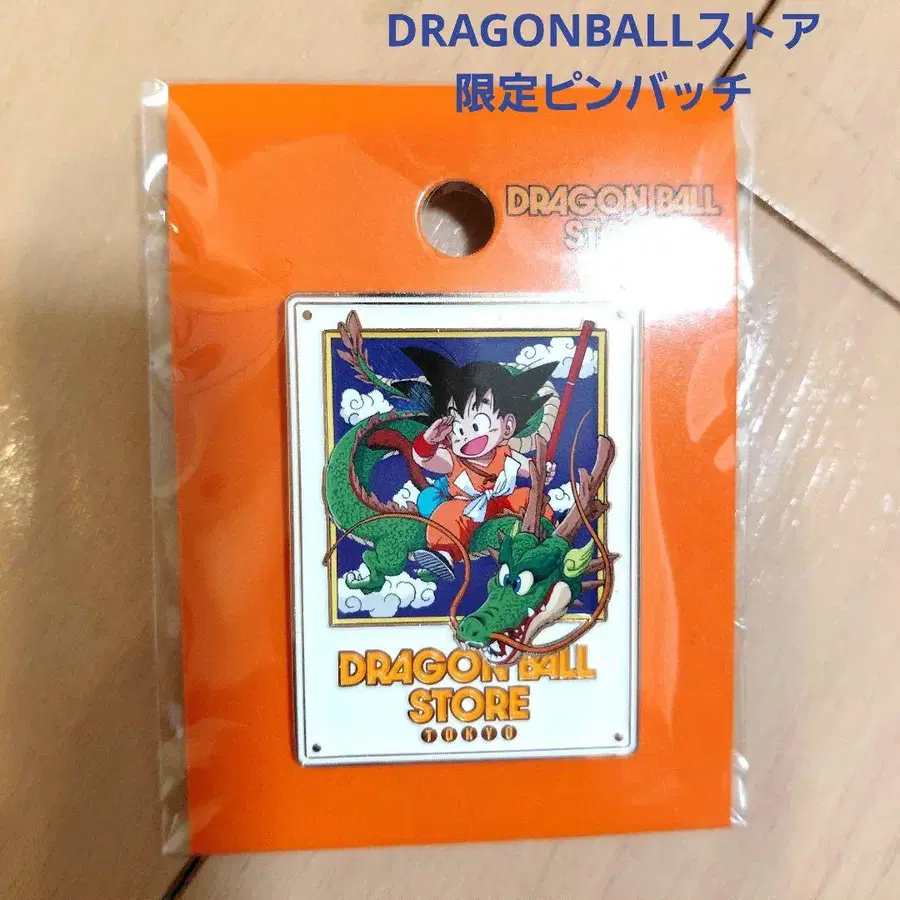 DRAGONBALLストア
限定ピンバッチ
DRAGON BALL
STORE
DRAGON BALL
STORE
TOKYO